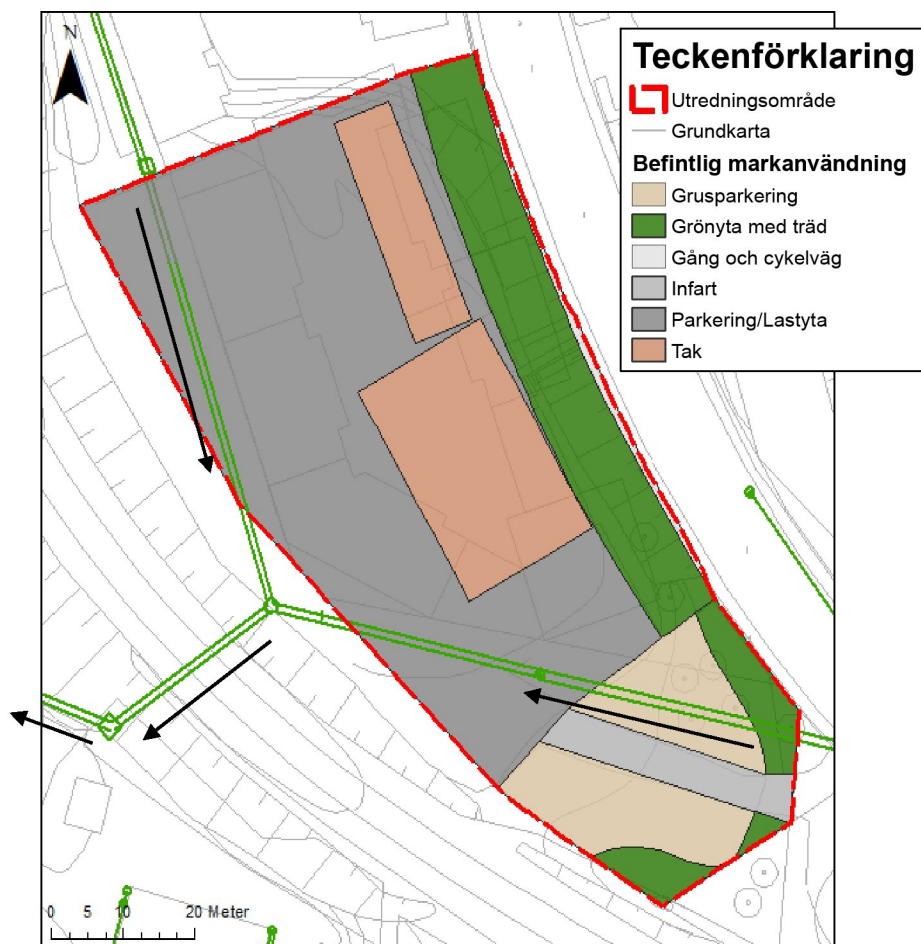 N
Teckenförklaring
Utredningsområde
Grundkarta
Befintlig markanvändning
Grusparkering
Grönyta med träd
Gång och cykelväg
Infart
Parkering/Lastyta
Tak
0 5 10 20 Meter